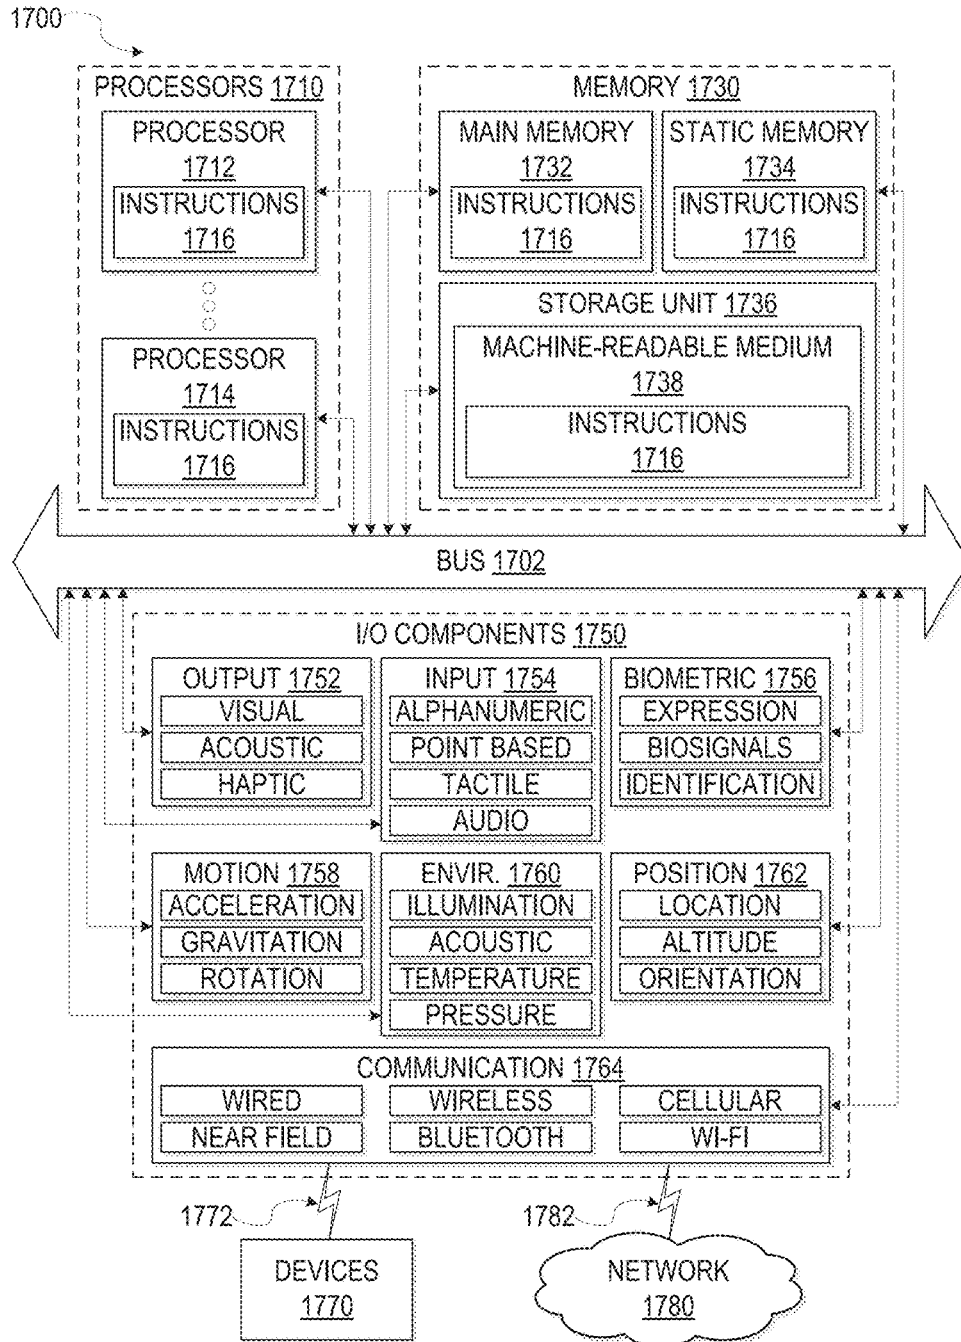 1700
PROCESSORS 1710
PROCESSOR
1712
INSTRUCTIONS
1716
PROCESSOR
1714
INSTRUCTIONS
1716
MEMORY 1730
MAIN MEMORY
1732
INSTRUCTIONS
1716
STATIC MEMORY
1734
INSTRUCTIONS
1716
STORAGE UNIT 1736
MACHINE-READABLE MEDIUM
1738
INSTRUCTIONS
1716
BUS 1702
I/O COMPONENTS 1750
OUTPUT 1752
VISUAL
ACOUSTIC
HAPTIC
INPUT 1754
ALPHANUMERIC
POINT BASED
TACTILE
AUDIO
BIOMETRIC 1756
EXPRESSION
BIOSIGNALS
IDENTIFICATION
MOTION 1758
ACCELERATION
GRAVITATION
ROTATION
ENVIR. 1760
ILLUMINATION
ACOUSTIC
TEMPERATURE
PRESSURE
POSITION 1762
LOCATION
ALTITUDE
ORIENTATION
COMMUNICATION 1764
WIRED
WIRELESS
CELLULAR
NEAR FIELD
BLUETOOTH
WI-FI
1772
1782
DEVICES
1770
NETWORK
1780